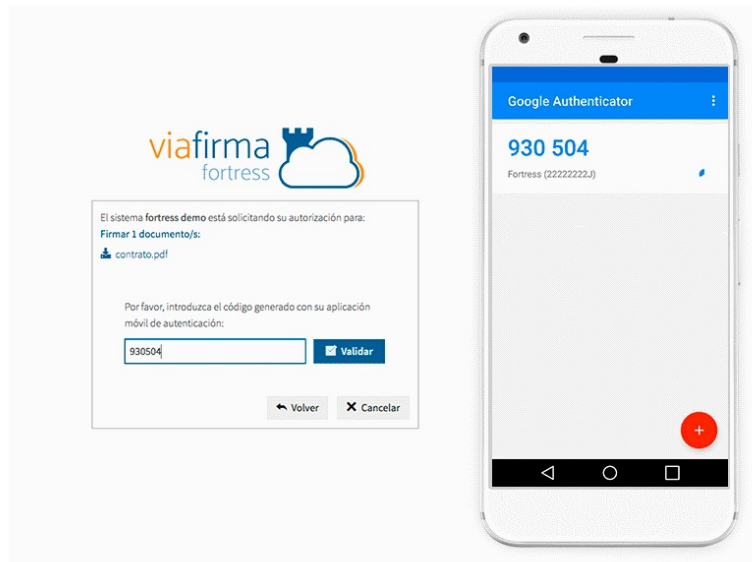 viafirma
fortress
El sistema fortress demo está solicitando su autorización para:
Firmar 1 documento/s:
contrato.pdf
Por favor, introduzca el código generado con su aplicación
móvil de autenticación:
930504
Validar
Volver
Cancelar
Google Authenticator
930 504
Fortress (22222222J)